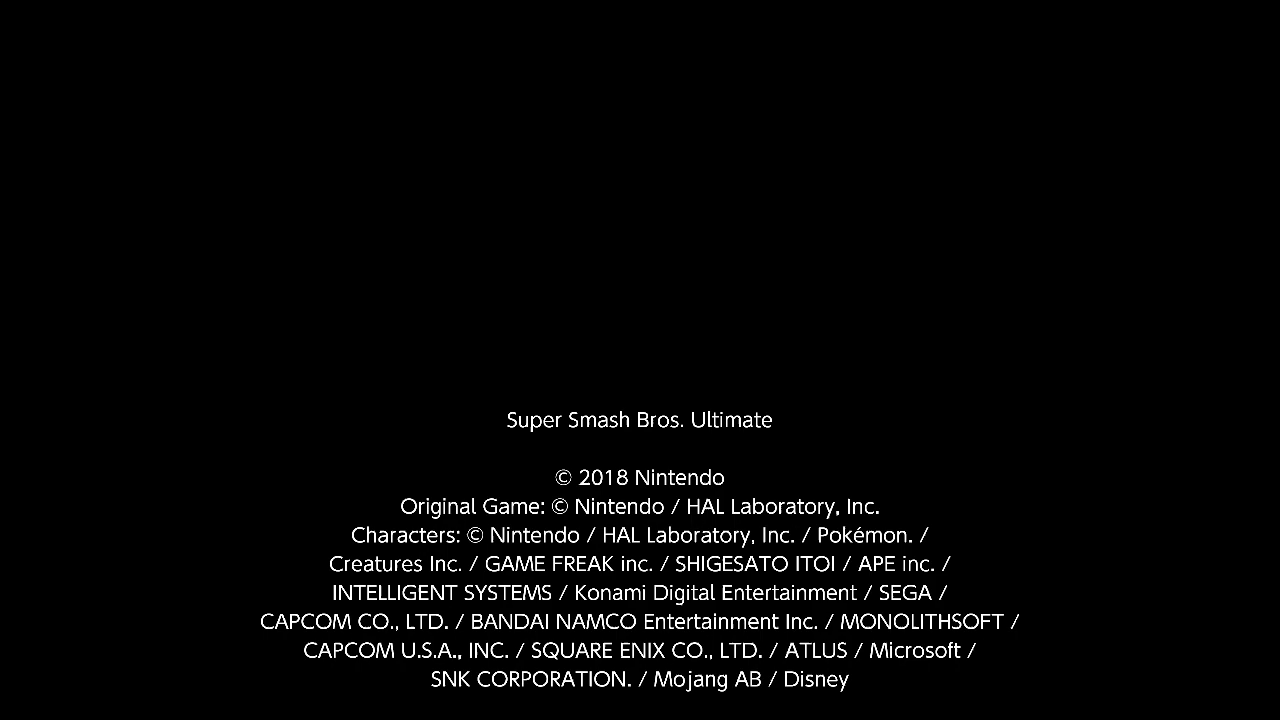 Super Smash Bros. Ultimate
© 2018 Nintendo
Original Game: © Nintendo / HAL Laboratory, Inc.
Characters: © Nintendo / HAL Laboratory, Inc. / Pokémon. /
Creatures Inc. / GAME FREAK inc. / SHIGESATO ITOI / APE inc. /
INTELLIGENT SYSTEMS / Konami Digital Entertainment / SEGA /
CAPCOM CO., LTD. / BANDAI NAMCO Entertainment Inc. / MONOLITHSOFT /
CAPCOM U.S.A., INC. / SQUARE ENIX CO., LTD. / ATLUS / Microsoft /
SNK CORPORATION. / Mojang AB / Disney